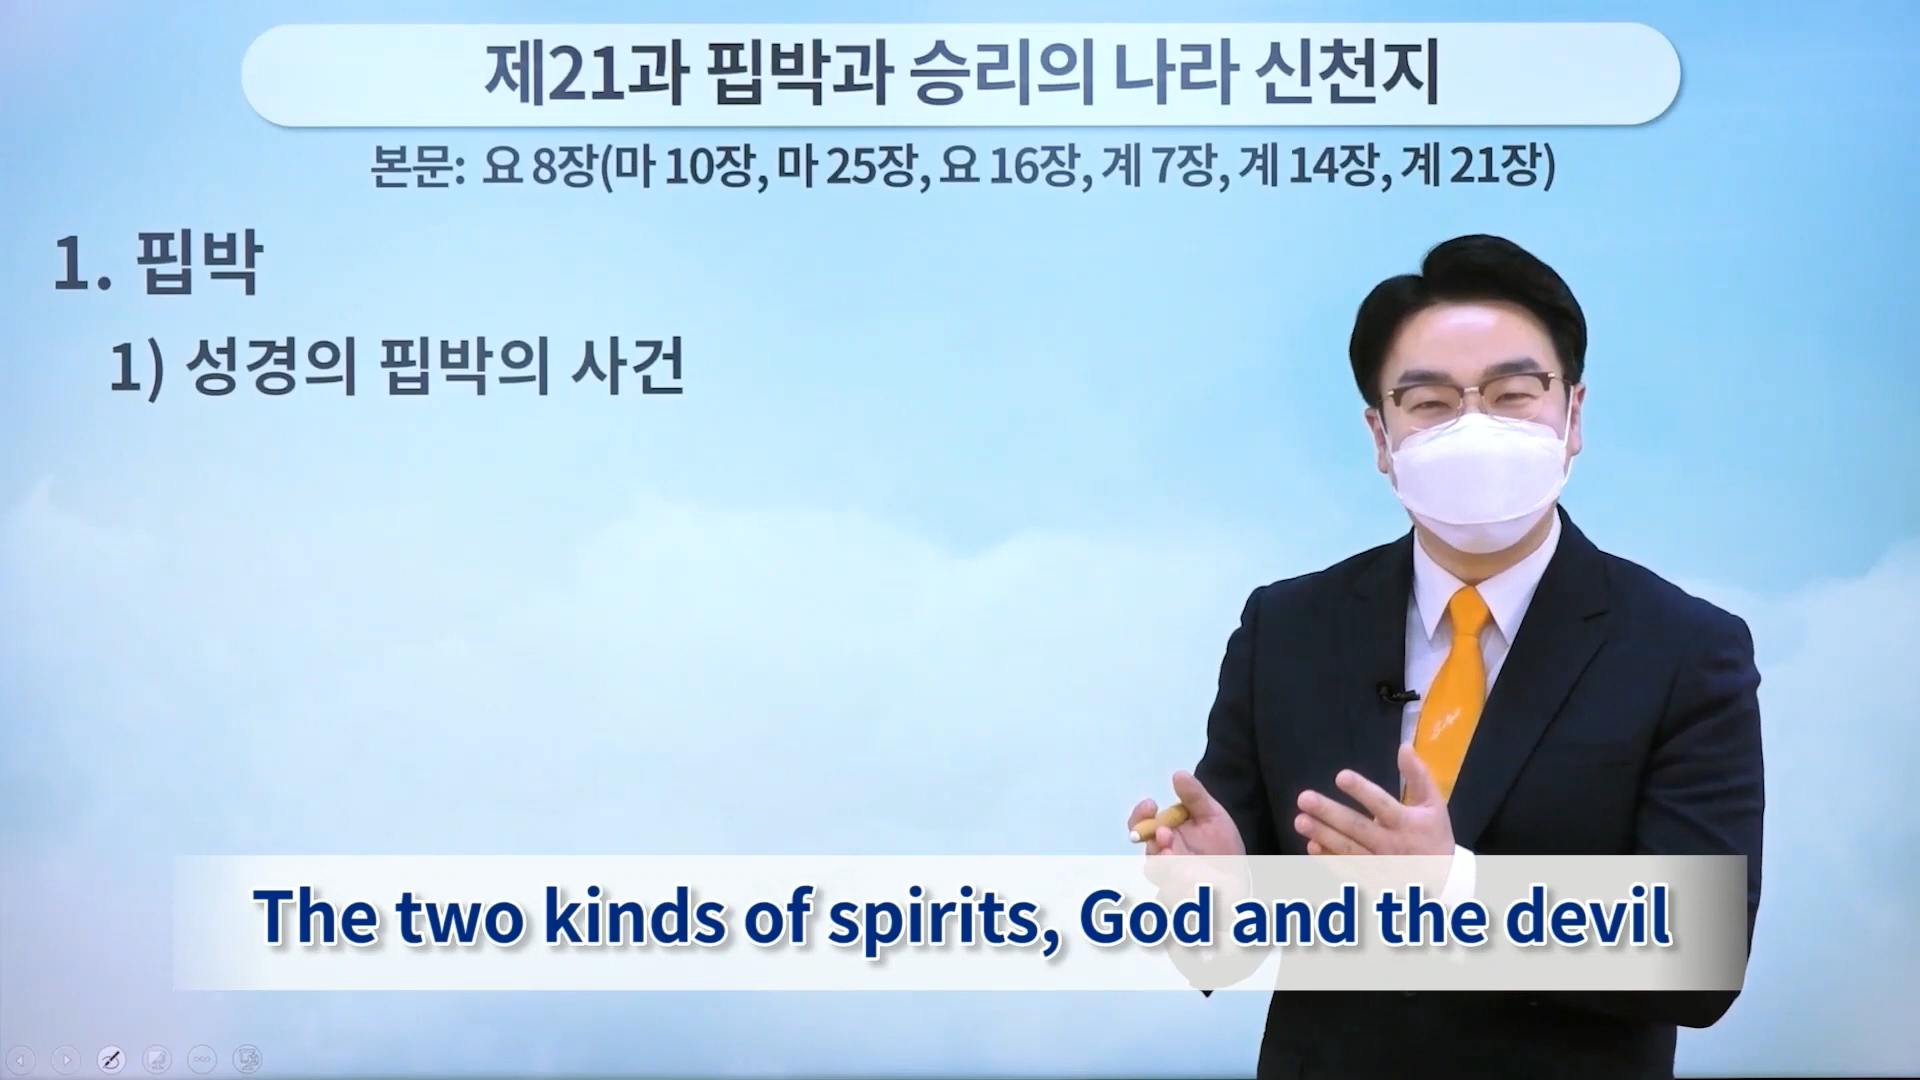 제21과 핍박과 승리의 나라 신천지
본문: 요 8장(마 10장, 마 25장, 요 16장, 계 7장, 계 14장, 계 21장)
1. 핍박
1) 성경의 핍박의 사건
The two kinds of spirits, God and the devil